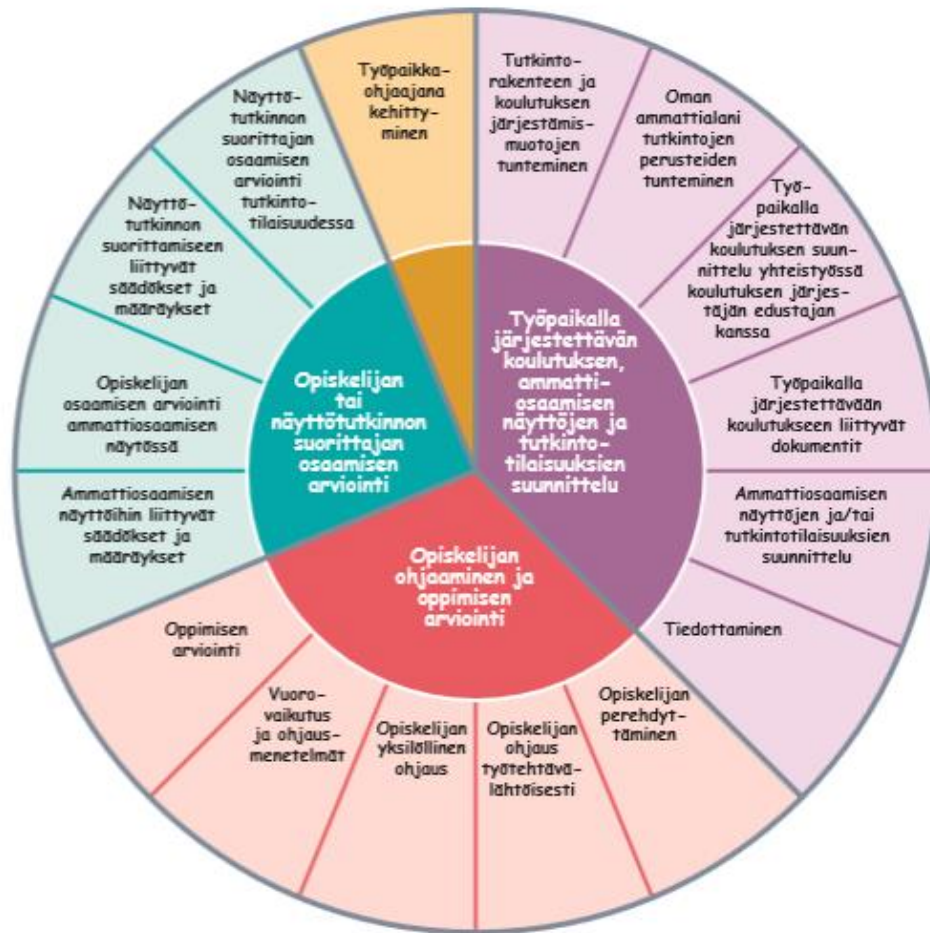 Työpaikka-
ohjaajana
kehitty-
minen
Tutkinto-
rakenteen ja
koulutuksen
järjestämis-
muotojen
tunteminen
Oman
ammattialani
tutkintojen
perusteiden
tunteminen
Työ-
paikalla
järjestettävän
koulutuksen suun-
nittelu yhteistyössä
koulutuksen järjes-
täjän edustajan
kanssa
Työpaikalla
järjestettävään
koulutukseen liittyvät
dokumentit
Ammattiosaamisen
näyttöjen ja/tai
tutkintotilaisuuksien
suunnittelu
Tiedottaminen
Opiskelijan
perehdyt-
täminen
Opiskelijan
ohjaus
työtehtävä-
lähtöisesti
Opiskelijan
yksilöllinen
ohjaus
Vuoro-
vaikutus
ja ohjaus-
menetelmät
Oppimisen
arviointi
Ammattiosaamisen
näyttöihin liittyvät
säädökset ja
määräykset
Opiskelijan
osaamisen arviointi
ammattiosaamisen
näytössä
Näyttö-
tutkinnon
suorittamiseen
liittyvät
säädökset ja
määräykset
Näyttö-
tutkinnon
suorittajan
osaamisen
arviointi
tutkinto-
tilaisuudessa
Työpaikalla
järjestettävän
koulutuksen,
ammatti-
osaamisen
näyttöjen ja
tutkinto-
tilaisuuksien
suunnittelu
Opiskelijan
ohjaaminen ja
oppimisen
arviointi
Opiskelijan
tai
näyttötutkinnon
suorittajan
osaamisen
arviointi